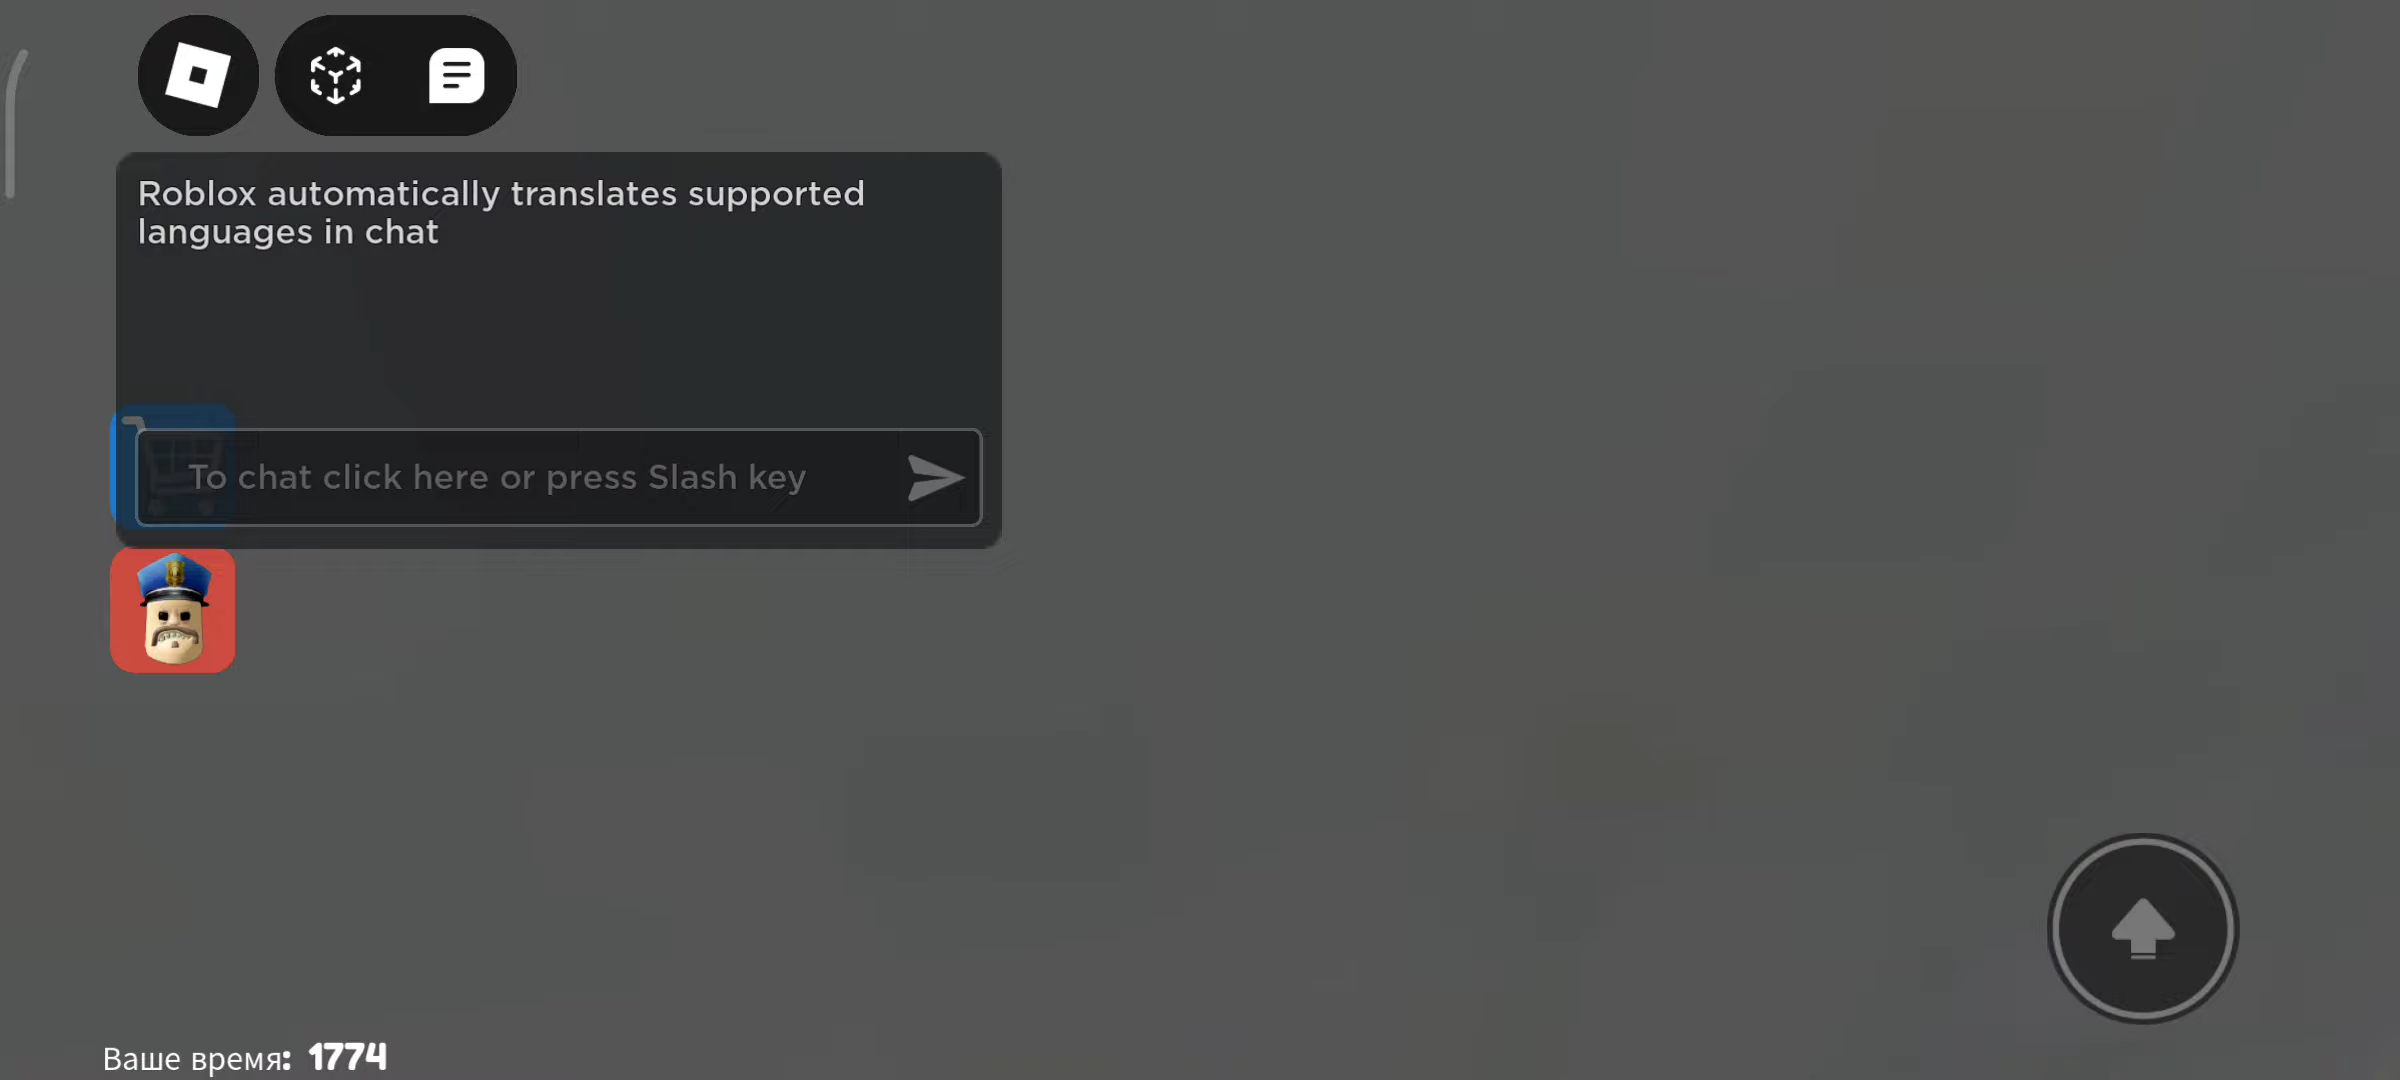 Roblox automatically translates supported
languages in chat
To chat click here or press Slash key
Ваше время: 1774